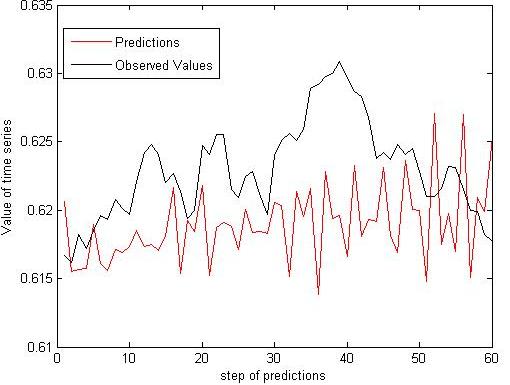 0.635
0.63
0.625
0.62
0.615
0.61
Value of time series
Predictions
Observed Values
0 10 20 30 40 50 60
step of predictions